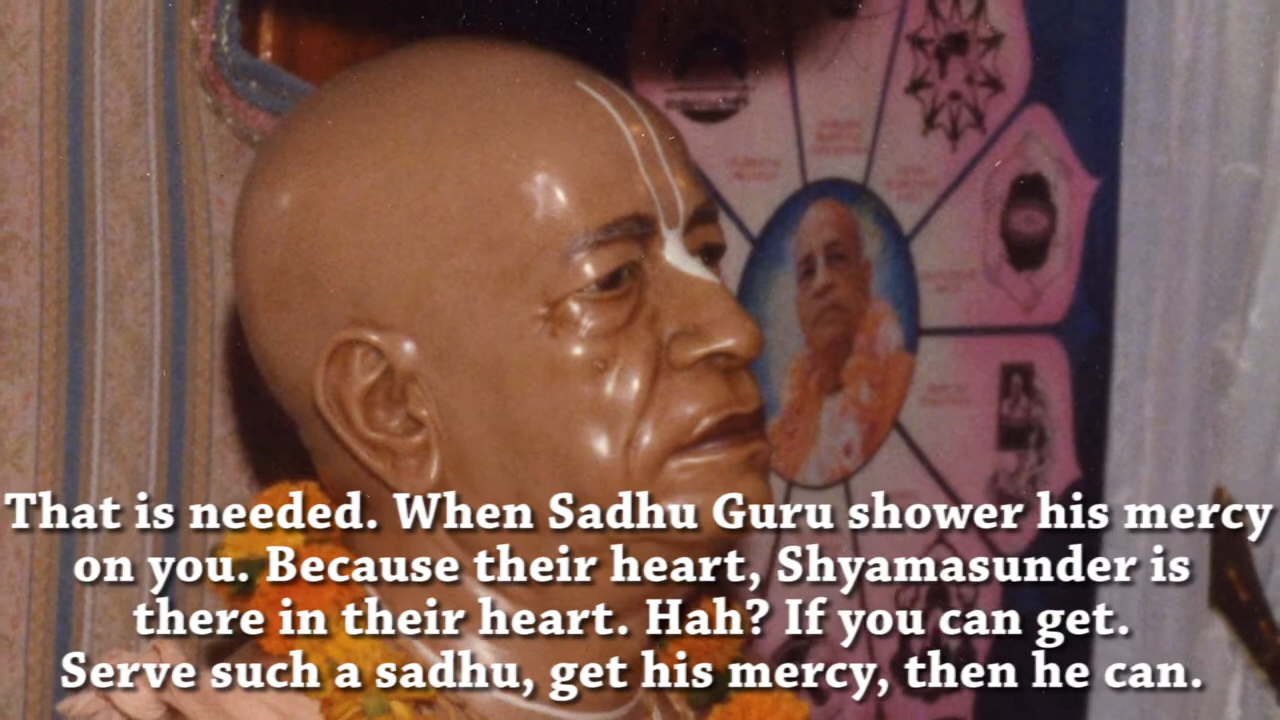 That is needed. When Sadhu Guru shower his mercy
on you. Because their heart, Shyamasunder is
there in their heart. Hah? If you can get.
Serve such a sadhu, get his mercy, then he can.